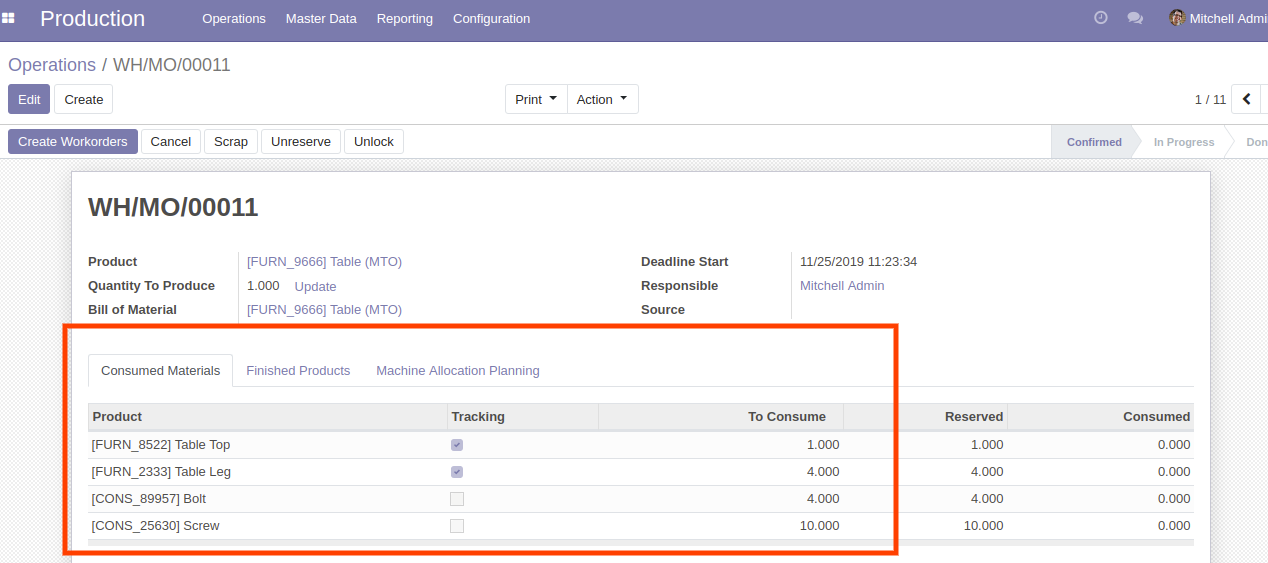 Production Operations Master Data Reporting Configuration Mitchell Admi
Operations / WH/MO/00011
Edit Create Print Action 1 / 11
Create Workorders Cancel Scrap Unreserve Unlock Confirmed In Progress Don
WH/MO/00011
Product [FURN_9666] Table (MTO) Deadline Start 11/25/2019 11:23:34
Quantity To Produce 1.000 Update Responsible Mitchell Admin
Bill of Material [FURN_9666] Table (MTO) Source
Consumed Materials Finished Products Machine Allocation Planning
Product Tracking To Consume Reserved Consumed
[FURN_8522] Table Top 1.000 1.000 0.000
[FURN_2333] Table Leg 4.000 4.000 0.000
[CONS_89957] Bolt 4.000 4.000 0.000
[CONS_25630] Screw 10.000 10.000 0.000